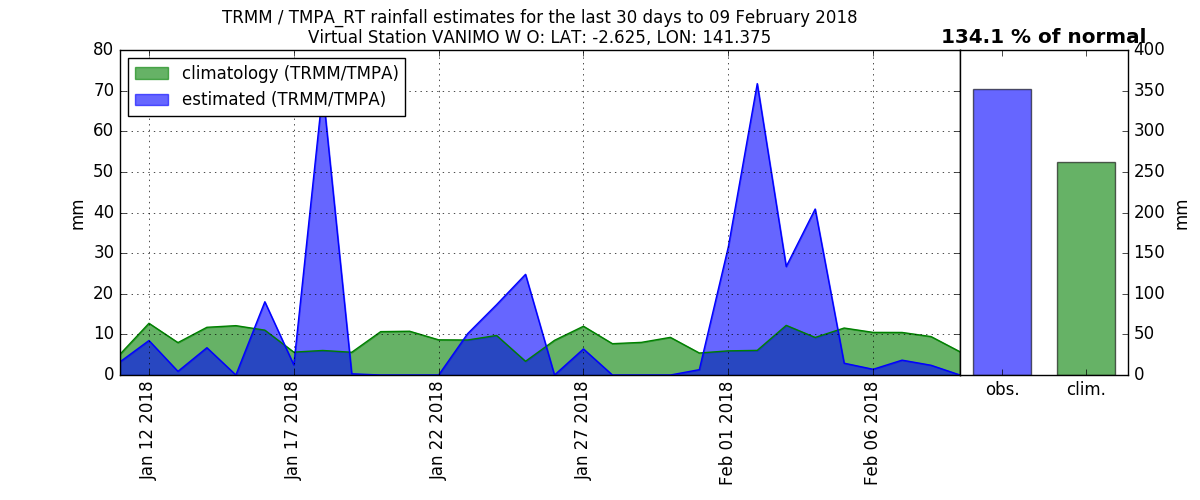 TRMM / TMPA_RT rainfall estimates for the last 30 days to 09 February 2018
Virtual Station VANIMO W O: LAT: -2.625, LON: 141.375
134.1 % of normal
climatology (TRMM/TMPA)
estimated (TRMM/TMPA)
80
70
60
50
40
30
20
10
0
mm
Jan 12 2018
Jan 17 2018
Jan 22 2018
Jan 27 2018
Feb 01 2018
Feb 06 2018
obs.
clim.
400
350
300
250
200
150
100
50
0
mm